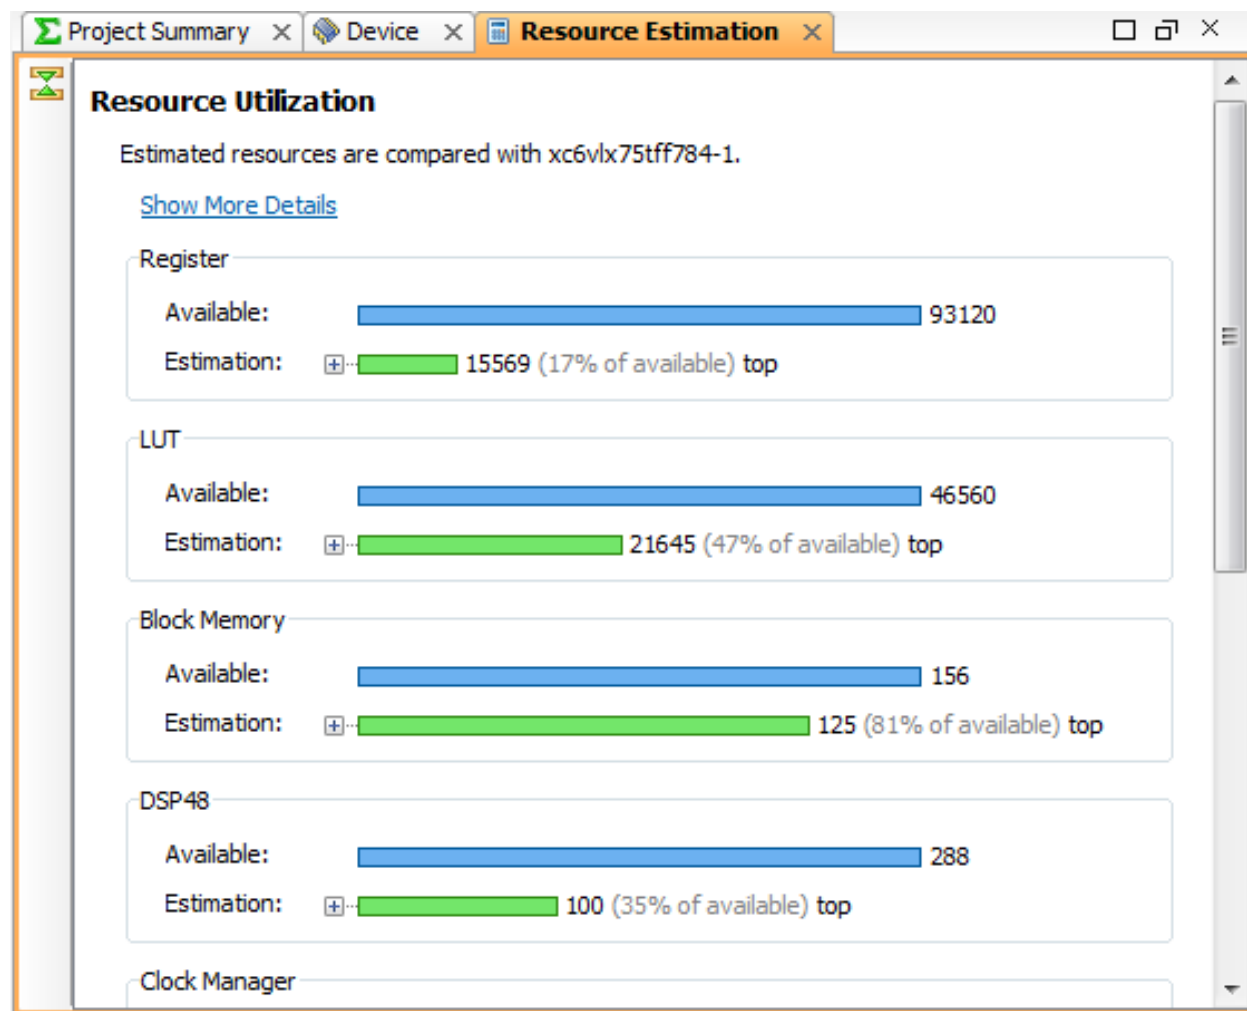 Project Summary Device Resource Estimation
Resource Utilization
Estimated resources are compared with xc6vlx75tff784-1.
Show More Details
Register
Available: 93120
Estimation: 15569 (17% of available) top
LUT
Available: 46560
Estimation: 21645 (47% of available) top
Block Memory
Available: 156
Estimation: 125 (81% of available) top
DSP48
Available: 288
Estimation: 100 (35% of available) top
Clock Manager